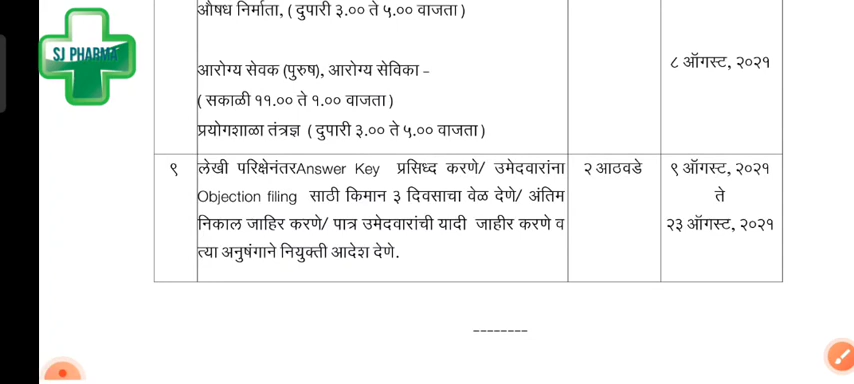 औषध निर्माता, ( दुपारी ३.०० ते ५.०० वाजता )
SJ PHARMA
८ ऑगस्ट, २०२१
आरोग्य सेवक (पुरुष), आरोग्य सेविका –
( सकाळी ११.०० ते १.०० वाजता)
प्रयोगशाळा तंत्रज्ञ ( दुपारी ३.०० ते ५.०० वाजता )
९ लेखी परिक्षेनंतरAnswer Key प्रसिध्द करणे/ उमेदवारांना २ आठवडे ९ ऑगस्ट, २०२१
Objection filing साठी किमान ३ दिवसाचा वेळ देणे/ अंतिम ते
निकाल जाहिर करणे/ पात्र उमेदवारांची यादी जाहीर करणे व २३ ऑगस्ट, २०२१
त्या अनुषंगाने नियुक्ती आदेश देणे.
--------